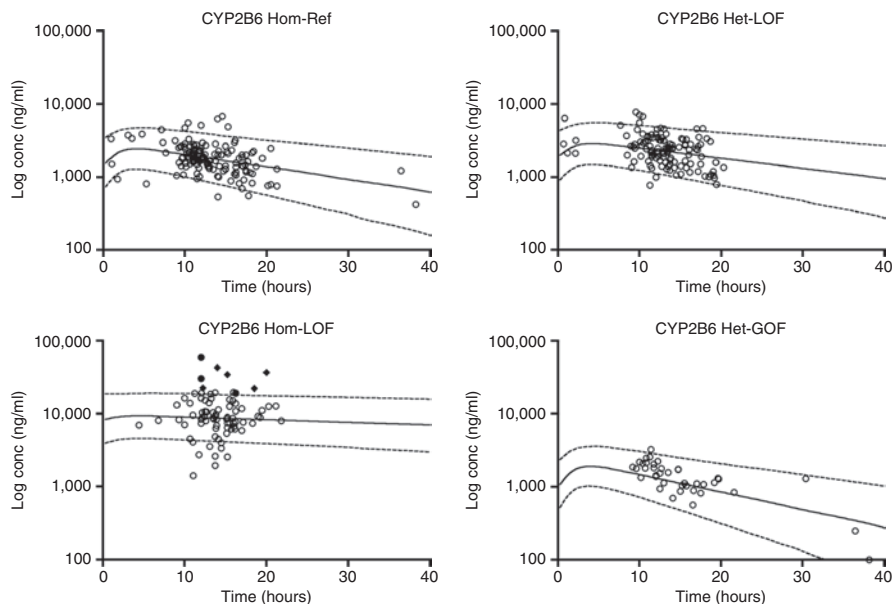 CYP2B6 Hom-Ref
100,000
10,000
1,000
100
Log conc (ng/ml)
0 10 20 30 40
Time (hours)
CYP2B6 Het-LOF
100,000
10,000
1,000
100
Log conc (ng/ml)
0 10 20 30 40
Time (hours)
CYP2B6 Hom-LOF
100,000
10,000
1,000
100
Log conc (ng/ml)
0 10 20 30 40
Time (hours)
CYP2B6 Het-GOF
100,000
10,000
1,000
100
Log conc (ng/ml)
0 10 20 30 40
Time (hours)